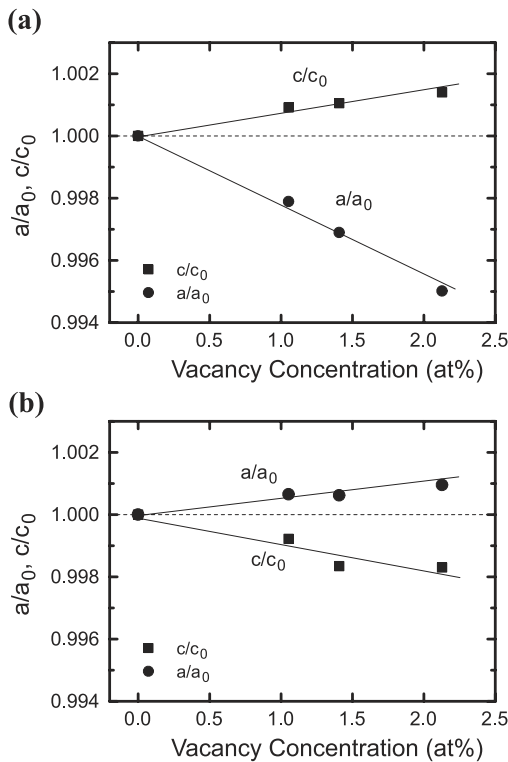 (a)
1.002
1.000
0.998
0.996
0.994
a/a0, c/c0
c/c0
a/a0
c/c0
a/a0
0.0 0.5 1.0 1.5 2.0 2.5
Vacancy Concentration (at%)
(b)
1.002
1.000
0.998
0.996
0.994
a/a0, c/c0
a/a0
c/c0
c/c0
a/a0
0.0 0.5 1.0 1.5 2.0 2.5
Vacancy Concentration (at%)